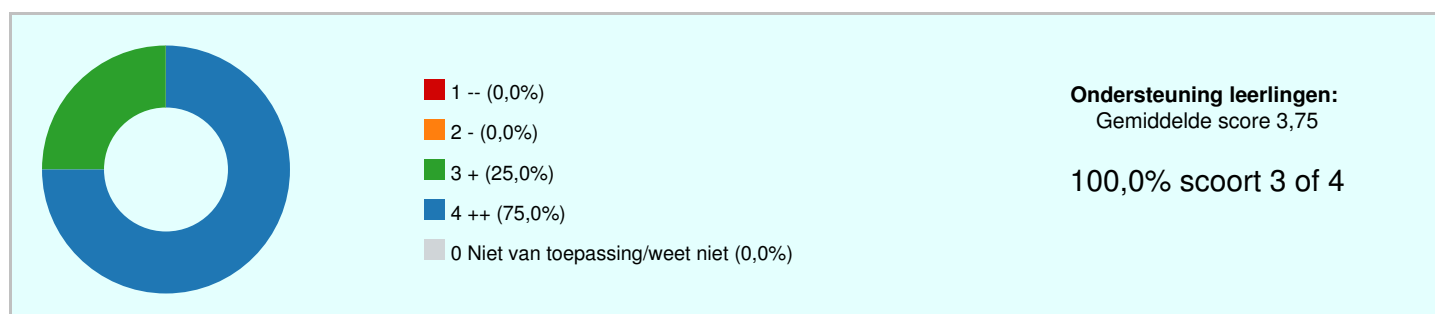 1 -- (0,0%)
2 - (0,0%)
3 + (25,0%)
4 ++ (75,0%)
0 Niet van toepassing/weet niet (0,0%)
Ondersteuning leerlingen:
Gemiddelde score 3,75
100,0% scoort 3 of 4